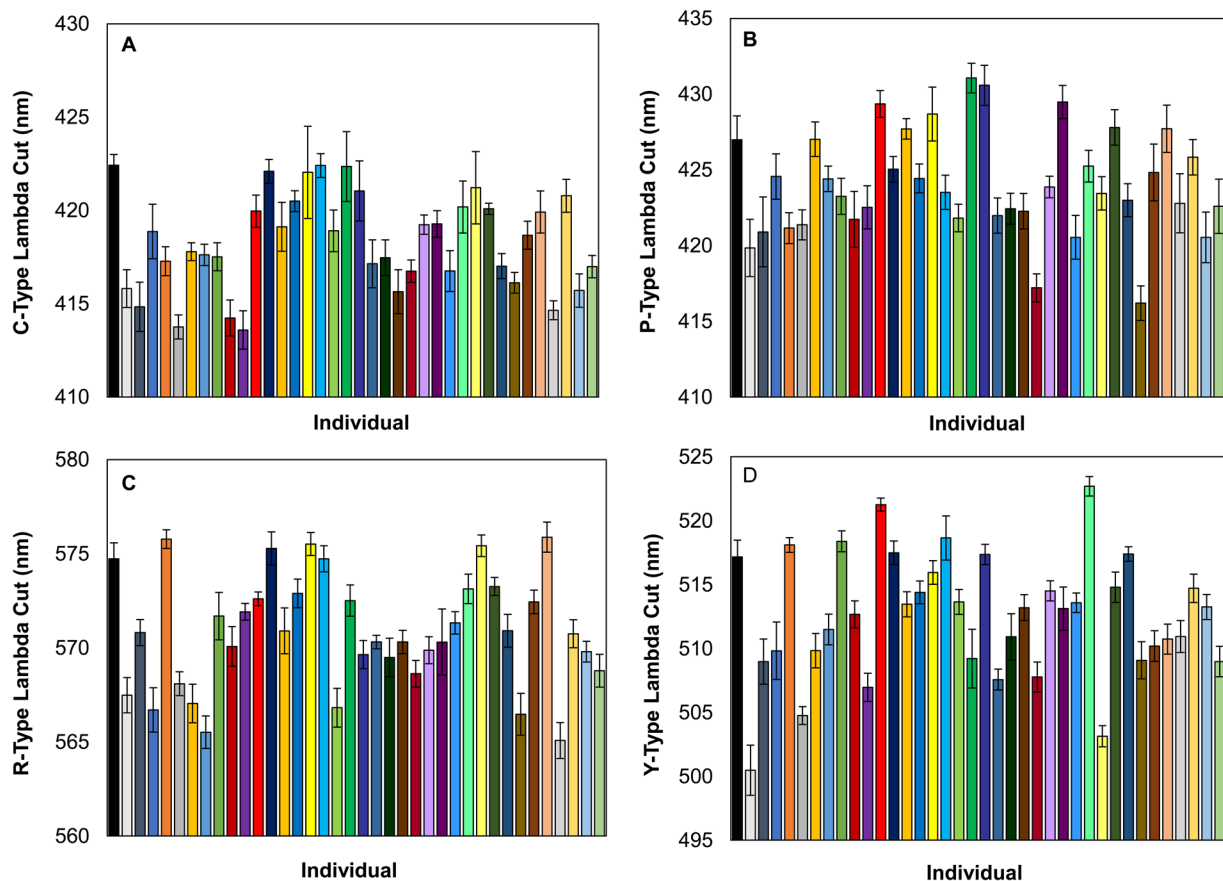 A
C-Type Lambda Cut (nm)
430
425
420
415
410
Individual
B
P-Type Lambda Cut (nm)
435
430
425
420
415
410
Individual
C
R-Type Lambda Cut (nm)
580
575
570
565
560
Individual
D
Y-Type Lambda Cut (nm)
525
520
515
510
505
500
495
Individual